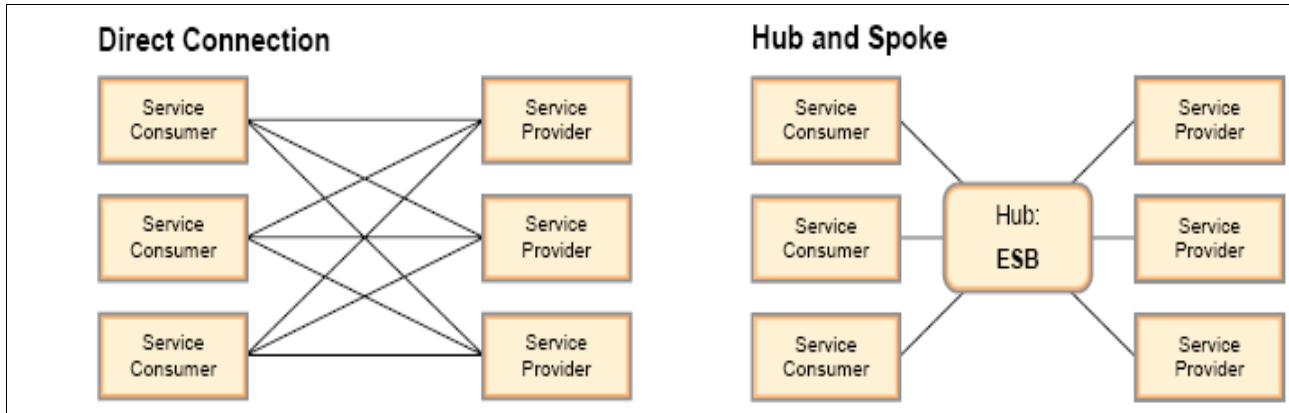 Direct Connection
Service
Consumer
Service
Provider
Service
Consumer
Service
Provider
Service
Consumer
Service
Provider
Hub and Spoke
Service
Consumer
Service
Provider
Service
Consumer
Hub:
ESB
Service
Provider
Service
Consumer
Service
Provider